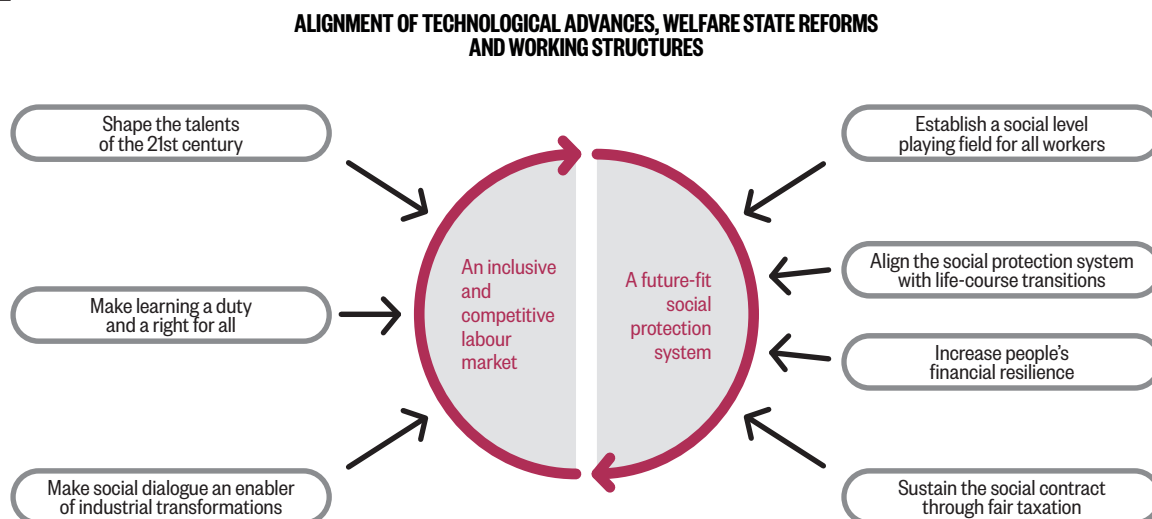 ALIGNMENT OF TECHNOLOGICAL ADVANCES, WELFARE STATE REFORMS
AND WORKING STRUCTURES
Shape the talents
of the 21st century
Make learning a duty
and a right for all
Make social dialogue an enabler
of industrial transformations
An inclusive
and
competitive
labour
market
A future-fit
social
protection
system
Establish a social level
playing field for all workers
Align the social protection system
with life-course transitions
Increase people's
financial resilience
Sustain the social contract
through fair taxation